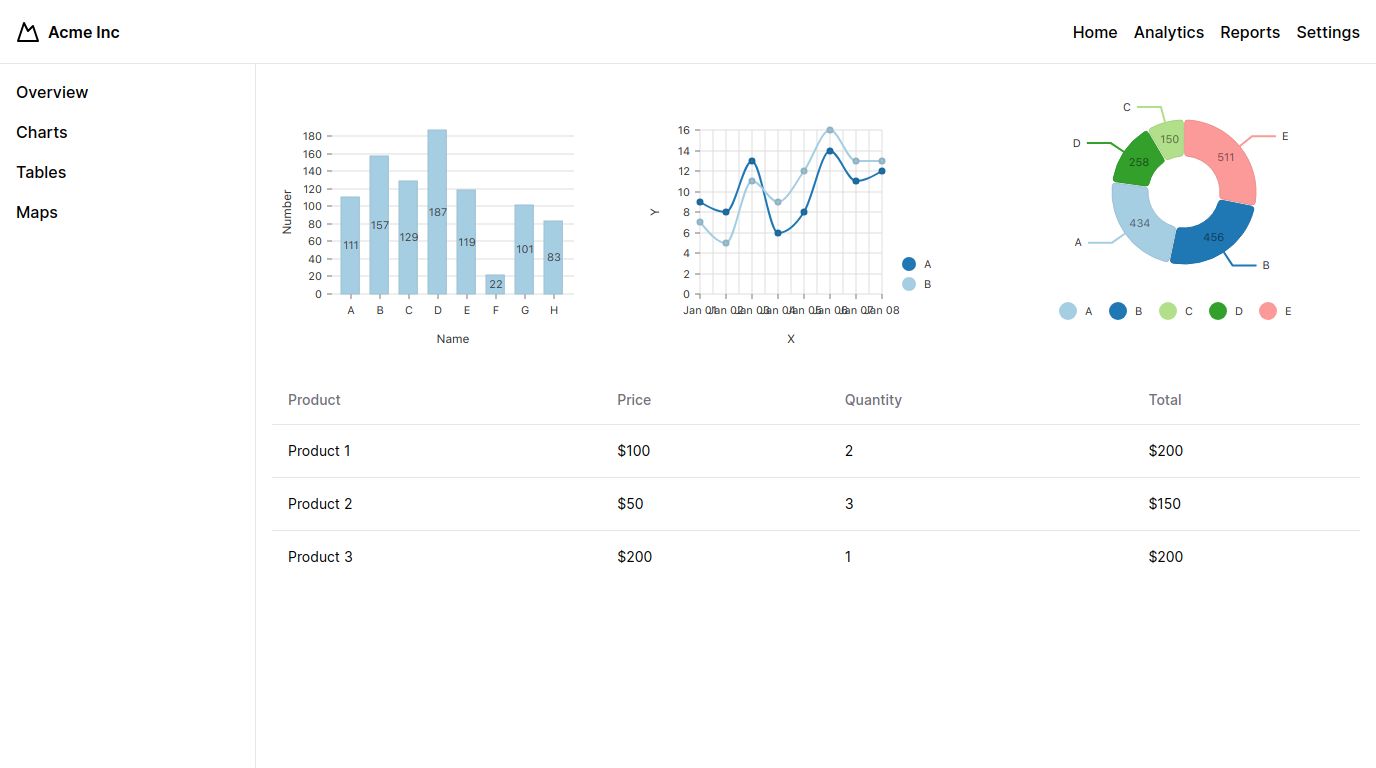 Acme Inc
Home Analytics Reports Settings
Overview
Charts
Tables
Maps
Number
180
160
140
120
100
80
60
40
20
0
111
157
129
187
119
22
101
83
A B C D E F G H
Name
Y
16
14
12
10
8
6
4
2
0
Jan 01 Jan 02 Jan 03 Jan 04 Jan 05 Jan 06 Jan 07 Jan 08
X
A
B
C
D
A
E
B
150
258
434
511
456
A B C D E
Product Price Quantity Total
Product 1 $100 2 $200
Product 2 $50 3 $150
Product 3 $200 1 $200